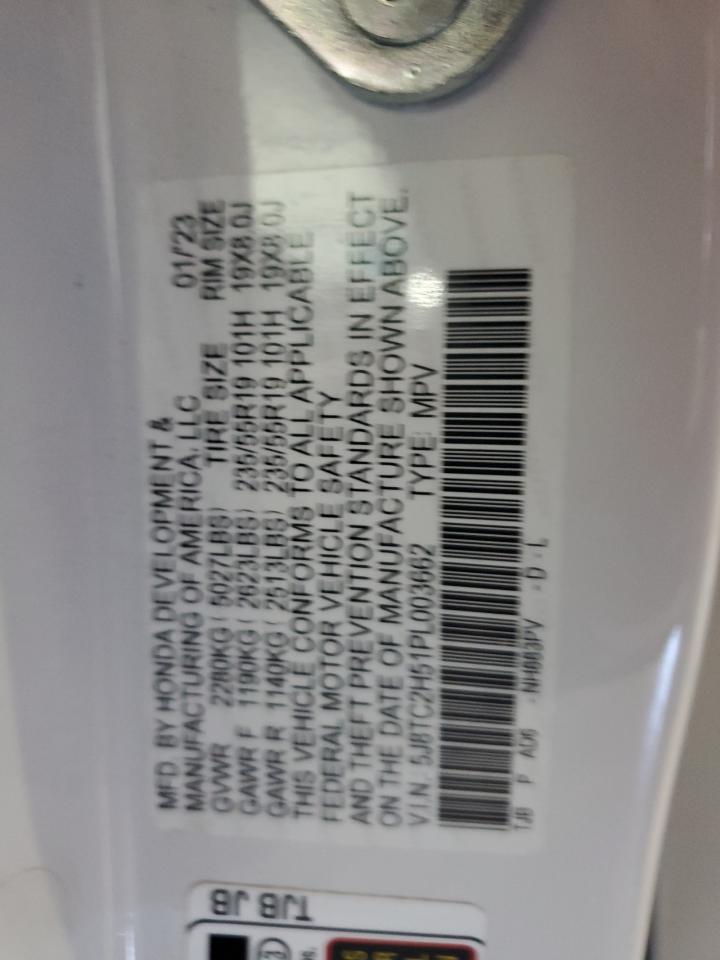 MFD. BY HONDA DEVELOPMENT &
MANUFACTURING OF AMERICA, LLC 01/'23
GVWR 2280KG ( 5027LBS) TIRE SIZE RIM SIZE
GAWR F 1190KG ( 2623LBS) 235/55R19 101H 19X8.0J
GAWR R 1140KG ( 2513LBS) 235/55R19 101H 19X8.0J
THIS VEHICLE CONFORMS TO ALL APPLICABLE
FEDERAL MOTOR VEHICLE SAFETY
AND THEFT PREVENTION STANDARDS IN EFFECT
ON THE DATE OF MANUFACTURE SHOWN ABOVE.
V.I.N.: 5J8TC2H51PL003662 TYPE: MPV
TJB P AD6 - NH883PV - D - L
TJB JB